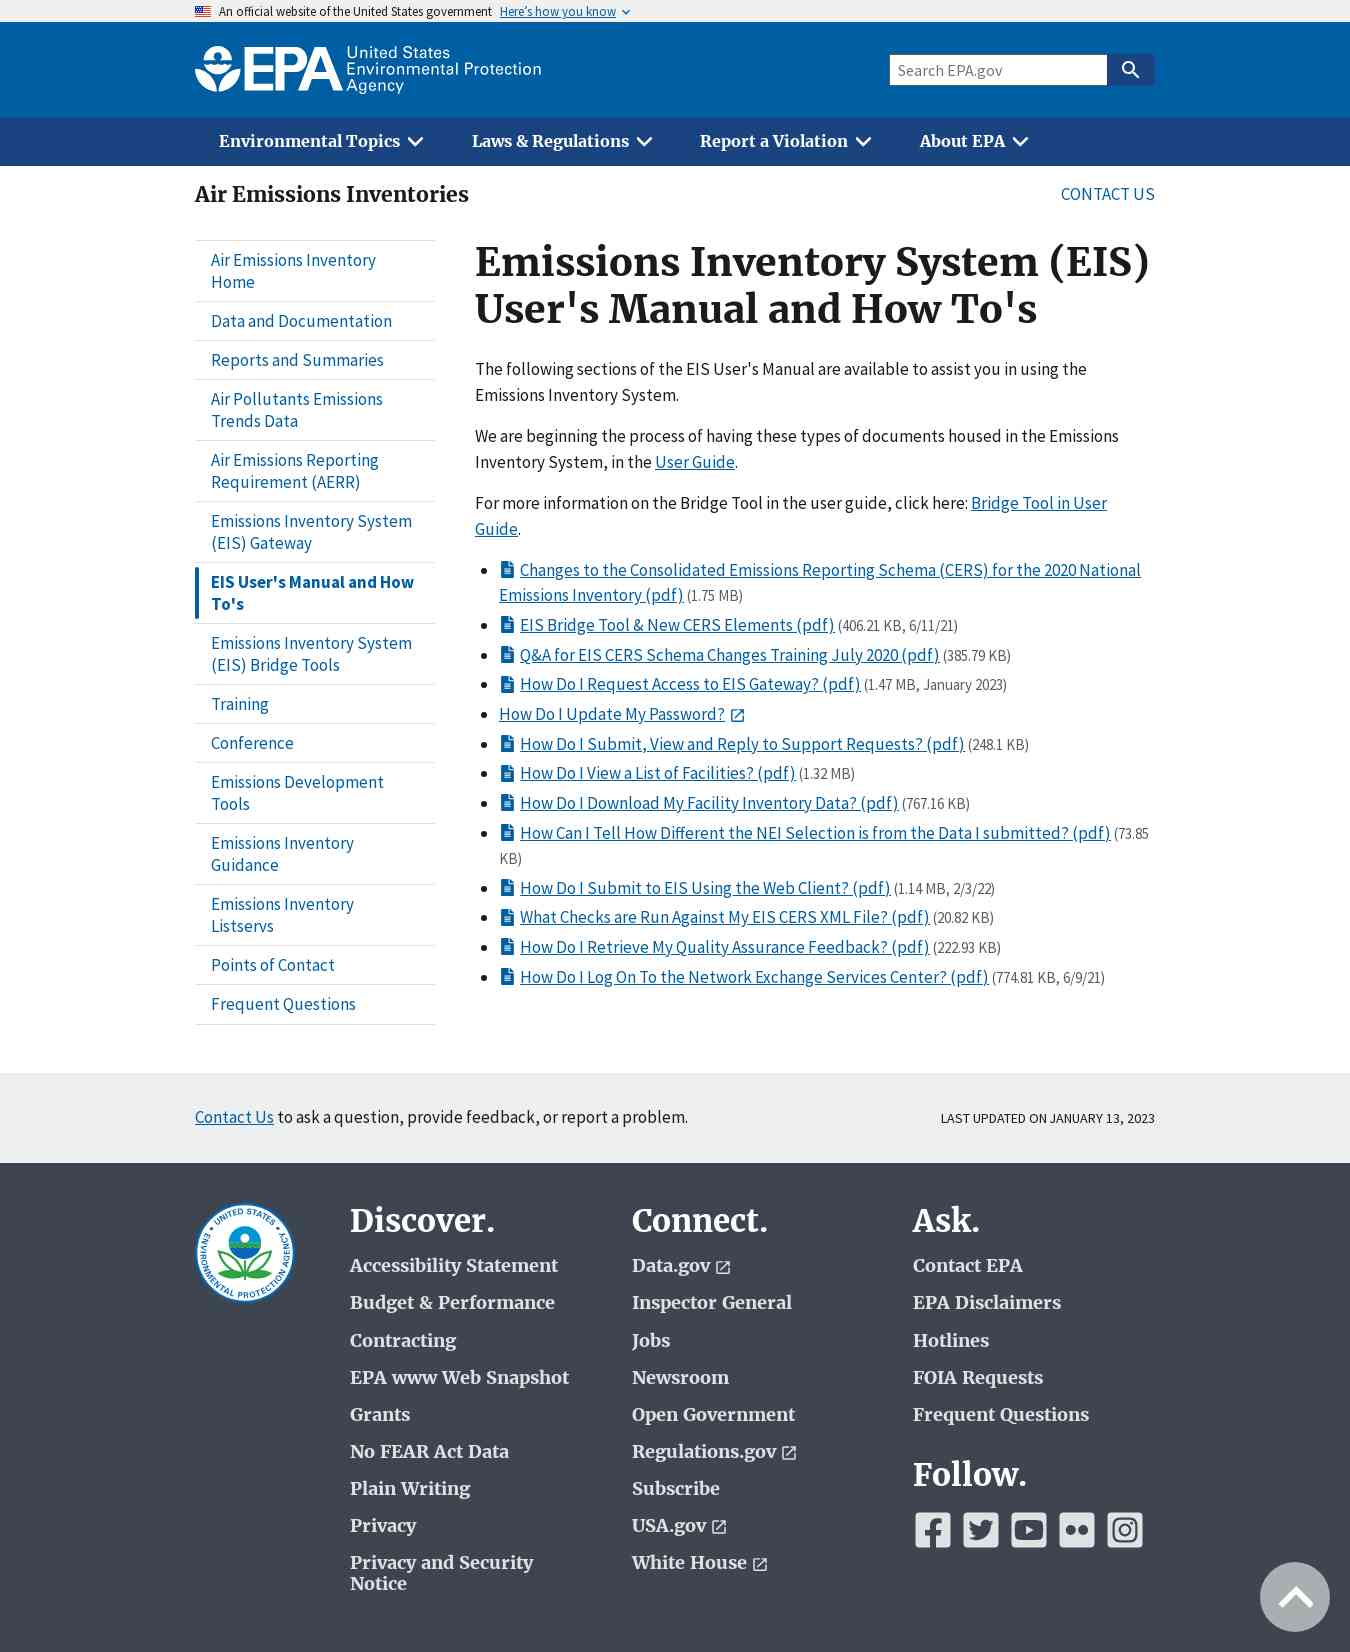 An official website of the United States government Here's how you know
EPA United States
Environmental Protection
Agency
Search EPA.gov
Environmental Topics Laws & Regulations Report a Violation About EPA
Air Emissions Inventories
CONTACT US
Air Emissions Inventory
Home
Data and Documentation
Reports and Summaries
Air Pollutants Emissions
Trends Data
Air Emissions Reporting
Requirement (AERR)
Emissions Inventory System
(EIS) Gateway
EIS User's Manual and How
To's
Emissions Inventory System
(EIS) Bridge Tools
Training
Conference
Emissions Development
Tools
Emissions Inventory
Guidance
Emissions Inventory
Listservs
Points of Contact
Frequent Questions
Emissions Inventory System (EIS)
User's Manual and How To's
The following sections of the EIS User's Manual are available to assist you in using the
Emissions Inventory System.
We are beginning the process of having these types of documents housed in the Emissions
Inventory System, in the User Guide.
For more information on the Bridge Tool in the user guide, click here: Bridge Tool in User
Guide.
Changes to the Consolidated Emissions Reporting Schema (CERS) for the 2020 National
Emissions Inventory (pdf) (1.75 MB)
EIS Bridge Tool & New CERS Elements (pdf) (406.21 KB, 6/11/21)
Q&A for EIS CERS Schema Changes Training July 2020 (pdf) (385.79 KB)
How Do I Request Access to EIS Gateway? (pdf) (1.47 MB, January 2023)
How Do I Update My Password?
How Do I Submit, View and Reply to Support Requests? (pdf) (248.1 KB)
How Do I View a List of Facilities? (pdf) (1.32 MB)
How Do I Download My Facility Inventory Data? (pdf) (767.16 KB)
How Can I Tell How Different the NEI Selection is from the Data I submitted? (pdf) (73.85
KB)
How Do I Submit to EIS Using the Web Client? (pdf) (1.14 MB, 2/3/22)
What Checks are Run Against My EIS CERS XML File? (pdf) (20.82 KB)
How Do I Retrieve My Quality Assurance Feedback? (pdf) (222.93 KB)
How Do I Log On To the Network Exchange Services Center? (pdf) (774.81 KB, 6/9/21)
Contact Us to ask a question, provide feedback, or report a problem.
LAST UPDATED ON JANUARY 13, 2023
UNITED STATES
ENVIRONMENTAL PROTECTION AGENCY
Discover.
Accessibility Statement
Budget & Performance
Contracting
EPA www Web Snapshot
Grants
No FEAR Act Data
Plain Writing
Privacy
Privacy and Security
Notice
Connect.
Data.gov
Inspector General
Jobs
Newsroom
Open Government
Regulations.gov
Subscribe
USA.gov
White House
Ask.
Contact EPA
EPA Disclaimers
Hotlines
FOIA Requests
Frequent Questions
Follow.